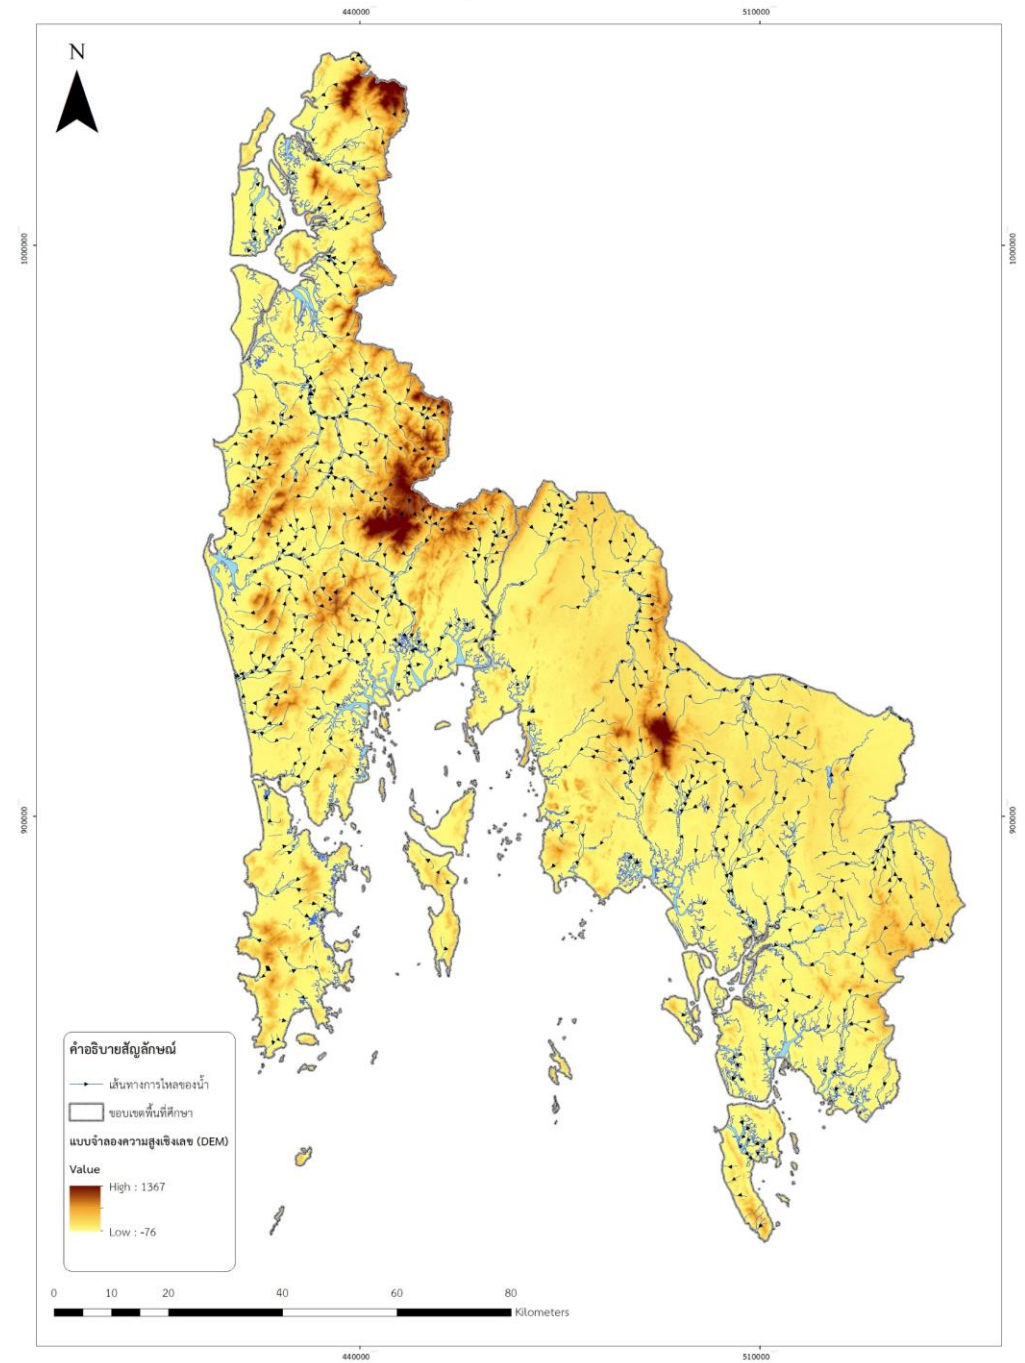 440000
510000
N
1000000
1000000
900000
900000
คำอธิบายสัญลักษณ์
เส้นทางการไหลของน้ำ
ขอบเขตพื้นที่ศึกษา
แบบจำลองความสูงเชิงเลข (DEM)
Value
High : 1367
Low : -76
0 10 20 40 60 80
Kilometers
440000
510000